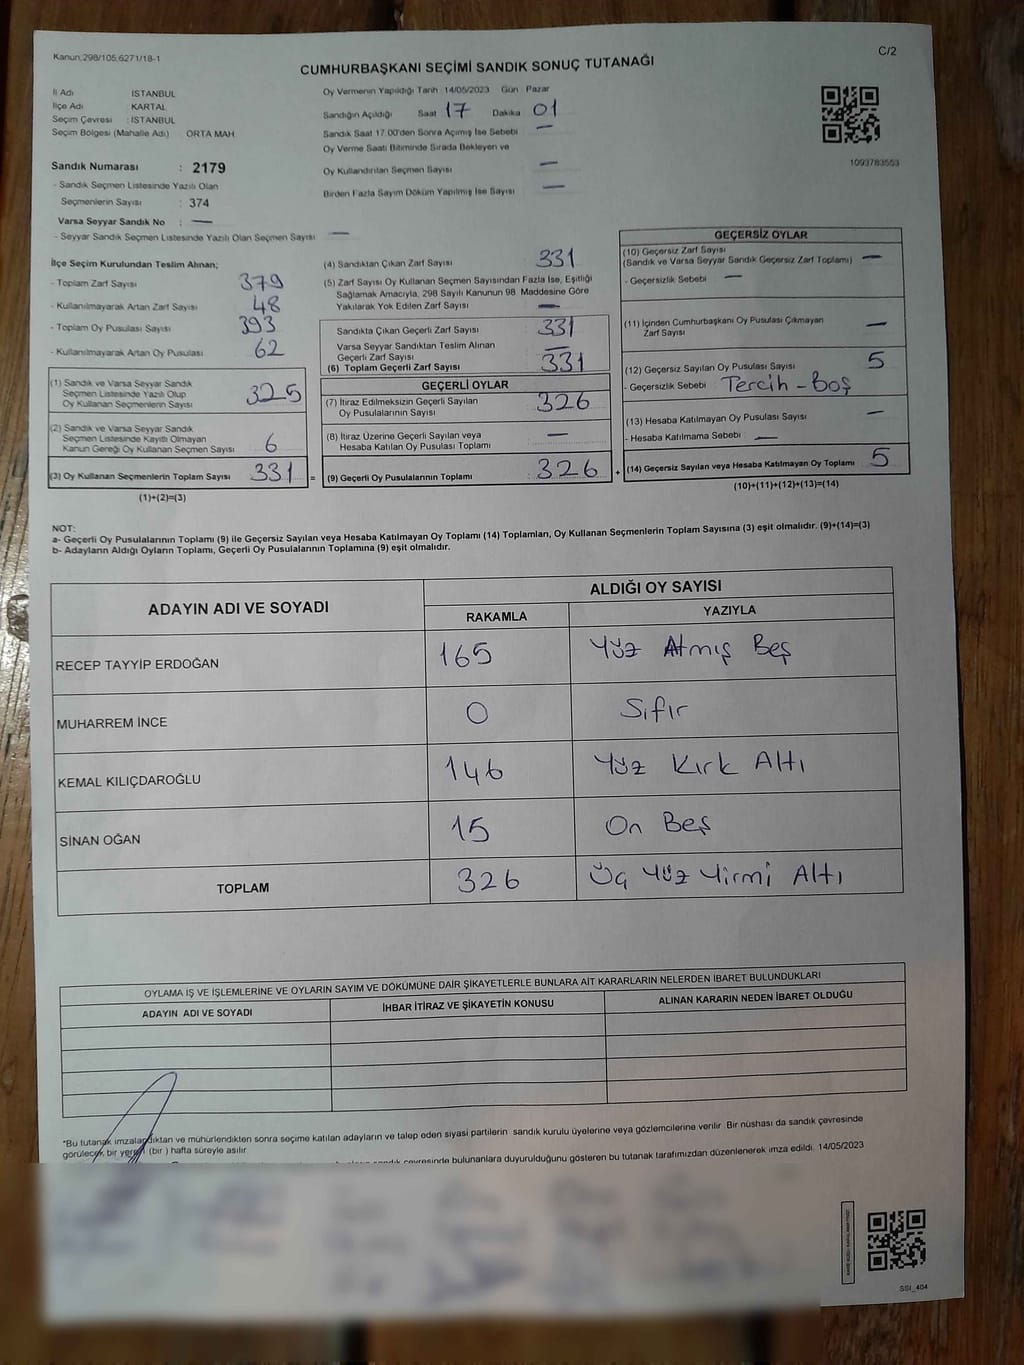 Kanun;298/105,6271/18-1
C/2
CUMHURBAŞKANI SEÇİMİ SANDIK SONUÇ TUTANAĞI
İl Adı İSTANBUL
İlçe Adı KARTAL
Seçim Çevresi : İSTANBUL
Seçim Bölgesi (Mahalle Adı) ORTA MAH
Sandık Numarası : 2179
- Sandık Seçmen Listesinde Yazılı Olan
Seçmenlerin Sayısı : 374
Varsa Seyyar Sandık No : —
- Seyyar Sandık Seçmen Listesinde Yazılı Olan Seçmen Sayısı —
Oy Vermenin Yapıldığı Tarih : 14/05/2023 Gün Pazar
Sandığın Açıldığı Saat 17 Dakika 01
Sandık Saat 17:00'den Sonra Açımış İse Sebebi —
Oy Verme Saati Bitiminde Sırada Bekleyen ve
Oy Kullandırılan Seçmen Sayısı —
Birden Fazla Sayım Döküm Yapılmış İse Sayısı —
1093783553
İlçe Seçim Kurulundan Teslim Alınan;
- Toplam Zarf Sayısı 379
- Kullanılmayarak Artan Zarf Sayısı 48
- Toplam Oy Pusulası Sayısı 393
- Kullanılmayarak Artan Oy Pusulası 62
(1) Sandık ve Varsa Seyyar Sandık
Seçmen Listesinde Yazılı Olup
Oy Kullanan Seçmenlerin Sayısı 325
(2) Sandık ve Varsa Seyyar Sandık
Seçmen Listesinde Kayıtlı Olmayan
Kanun Gereği Oy Kullanan Seçmen Sayısı 6
(3) Oy Kullanan Seçmenlerin Toplam Sayısı 331 =
(1)+(2)=(3)
(4) Sandıktan Çıkan Zarf Sayısı 331
(5) Zarf Sayısı Oy Kullanan Seçmen Sayısından Fazla İse, Eşitliği
Sağlamak Amacıyla, 298 Sayılı Kanunun 98. Maddesine Göre
Yakılarak Yok Edilen Zarf Sayısı —
Sandıkta Çıkan Geçerli Zarf Sayısı 331
Varsa Seyyar Sandıktan Teslim Alınan
Geçerli Zarf Sayısı —
(6) Toplam Geçerli Zarf Sayısı 331
GEÇERLİ OYLAR
(7) İtiraz Edilmeksizin Geçerli Sayılan
Oy Pusulalarının Sayısı 326
(8) İtiraz Üzerine Geçerli Sayılan veya
Hesaba Katılan Oy Pusulası Toplamı —
(9) Geçerli Oy Pusulalarının Toplamı : 326 +
GEÇERSİZ OYLAR
(10) Geçersiz Zarf Sayısı
(Sandık ve Varsa Seyyar Sandık Geçersiz Zarf Toplamı) —
- Geçersizlik Sebebi —
(11) İçinden Cumhurbaşkanı Oy Pusulası Çıkmayan
Zarf Sayısı —
(12) Geçersiz Sayılan Oy Pusulası Sayısı 5
- Geçersizlik Sebebi Tercih - Boş
(13) Hesaba Katılmayan Oy Pusulası Sayısı —
- Hesaba Katılmama Sebebi —
(14) Geçersiz Sayılan veya Hesaba Katılmayan Oy Toplamı 5
(10)+(11)+(12)+(13)=(14)
NOT:
a- Geçerli Oy Pusulalarının Toplamı (9) ile Geçersiz Sayılan veya Hesaba Katılmayan Oy Toplamı (14) Toplamları, Oy Kullanan Seçmenlerin Toplam Sayısına (3) eşit olmalıdır. (9)+(14)=(3)
b- Adayların Aldığı Oyların Toplamı, Geçerli Oy Pusulalarının Toplamına (9) eşit olmalıdır.
ADAYIN ADI VE SOYADI ALDIĞI OY SAYISI
RAKAMLA YAZIYLA
RECEP TAYYİP ERDOĞAN 165 Yüz Atmış Beş
MUHARREM İNCE 0 Sıfır
KEMAL KILIÇDAROĞLU 146 Yüz Kırk Altı
SİNAN OĞAN 15 On Beş
TOPLAM 326 Üç Yüz Yirmi Altı
OYLAMA İŞ VE İŞLEMLERİNE VE OYLARIN SAYIM VE DÖKÜMÜNE DAİR ŞİKAYETLERLE BUNLARA AİT KARARLARIN NELERDEN İBARET BULUNDUKLARI
ADAYIN ADI VE SOYADI İHBAR İTİRAZ VE ŞİKAYETİN KONUSU ALINAN KARARIN NEDEN İBARET OLDUĞU
*Bu tutanak imzalandıktan ve mühürlendikten sonra seçime katılan adayların ve talep eden siyasi partilerin sandık kurulu üyelerine veya gözlemcilerine verilir. Bir nüshası da sandık çevresinde
görülecek bir yere 1 (bir ) hafta süreyle asılır.
sandık çevresinde bulunanlara duyurulduğunu gösteren bu tutanak tarafımızdan düzenlenerek imza edildi. 14/05/2023
SSI_404